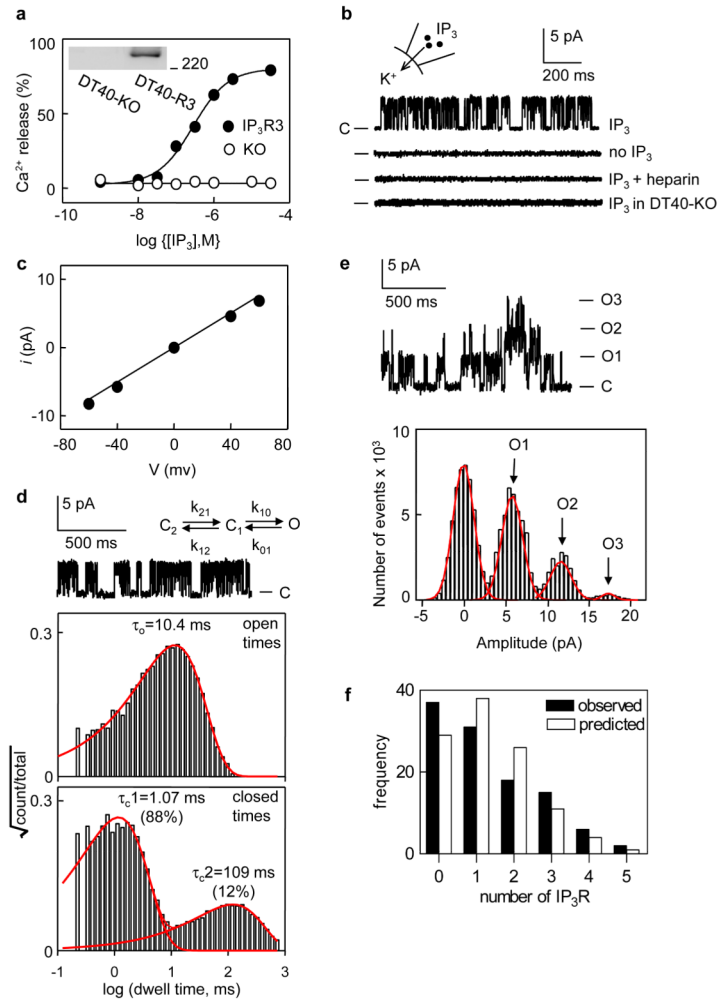 a
100
50
0
Ca2+ release (%)
220
DT40-KO
DT40-R3
IP3R3
KO
-10
-8
-6
-4
log {[IP3],M}
b
IP3
K+
5 pA
200 ms
C
IP3
no IP3
IP3 + heparin
IP3 in DT40-KO
c
10
0
-10
i (pA)
-80
-40
0
40
80
V (mv)
d
5 pA
500 ms
k21
k10
C2
C1
O
k12
k01
C
0.3
τo=10.4 ms
open
times
0
0.3
τc1=1.07 ms
(88%)
closed
times
τc2=109 ms
(12%)
0
√count/total
-1
0
1
2
3
log (dwell time, ms)
e
5 pA
500 ms
O3
O2
O1
C
10
5
0
Number of events x 10³
O1
O2
O3
-5
0
5
10
15
20
Amplitude (pA)
f
40
20
0
frequency
observed
predicted
0
1
2
3
4
5
number of IP3R